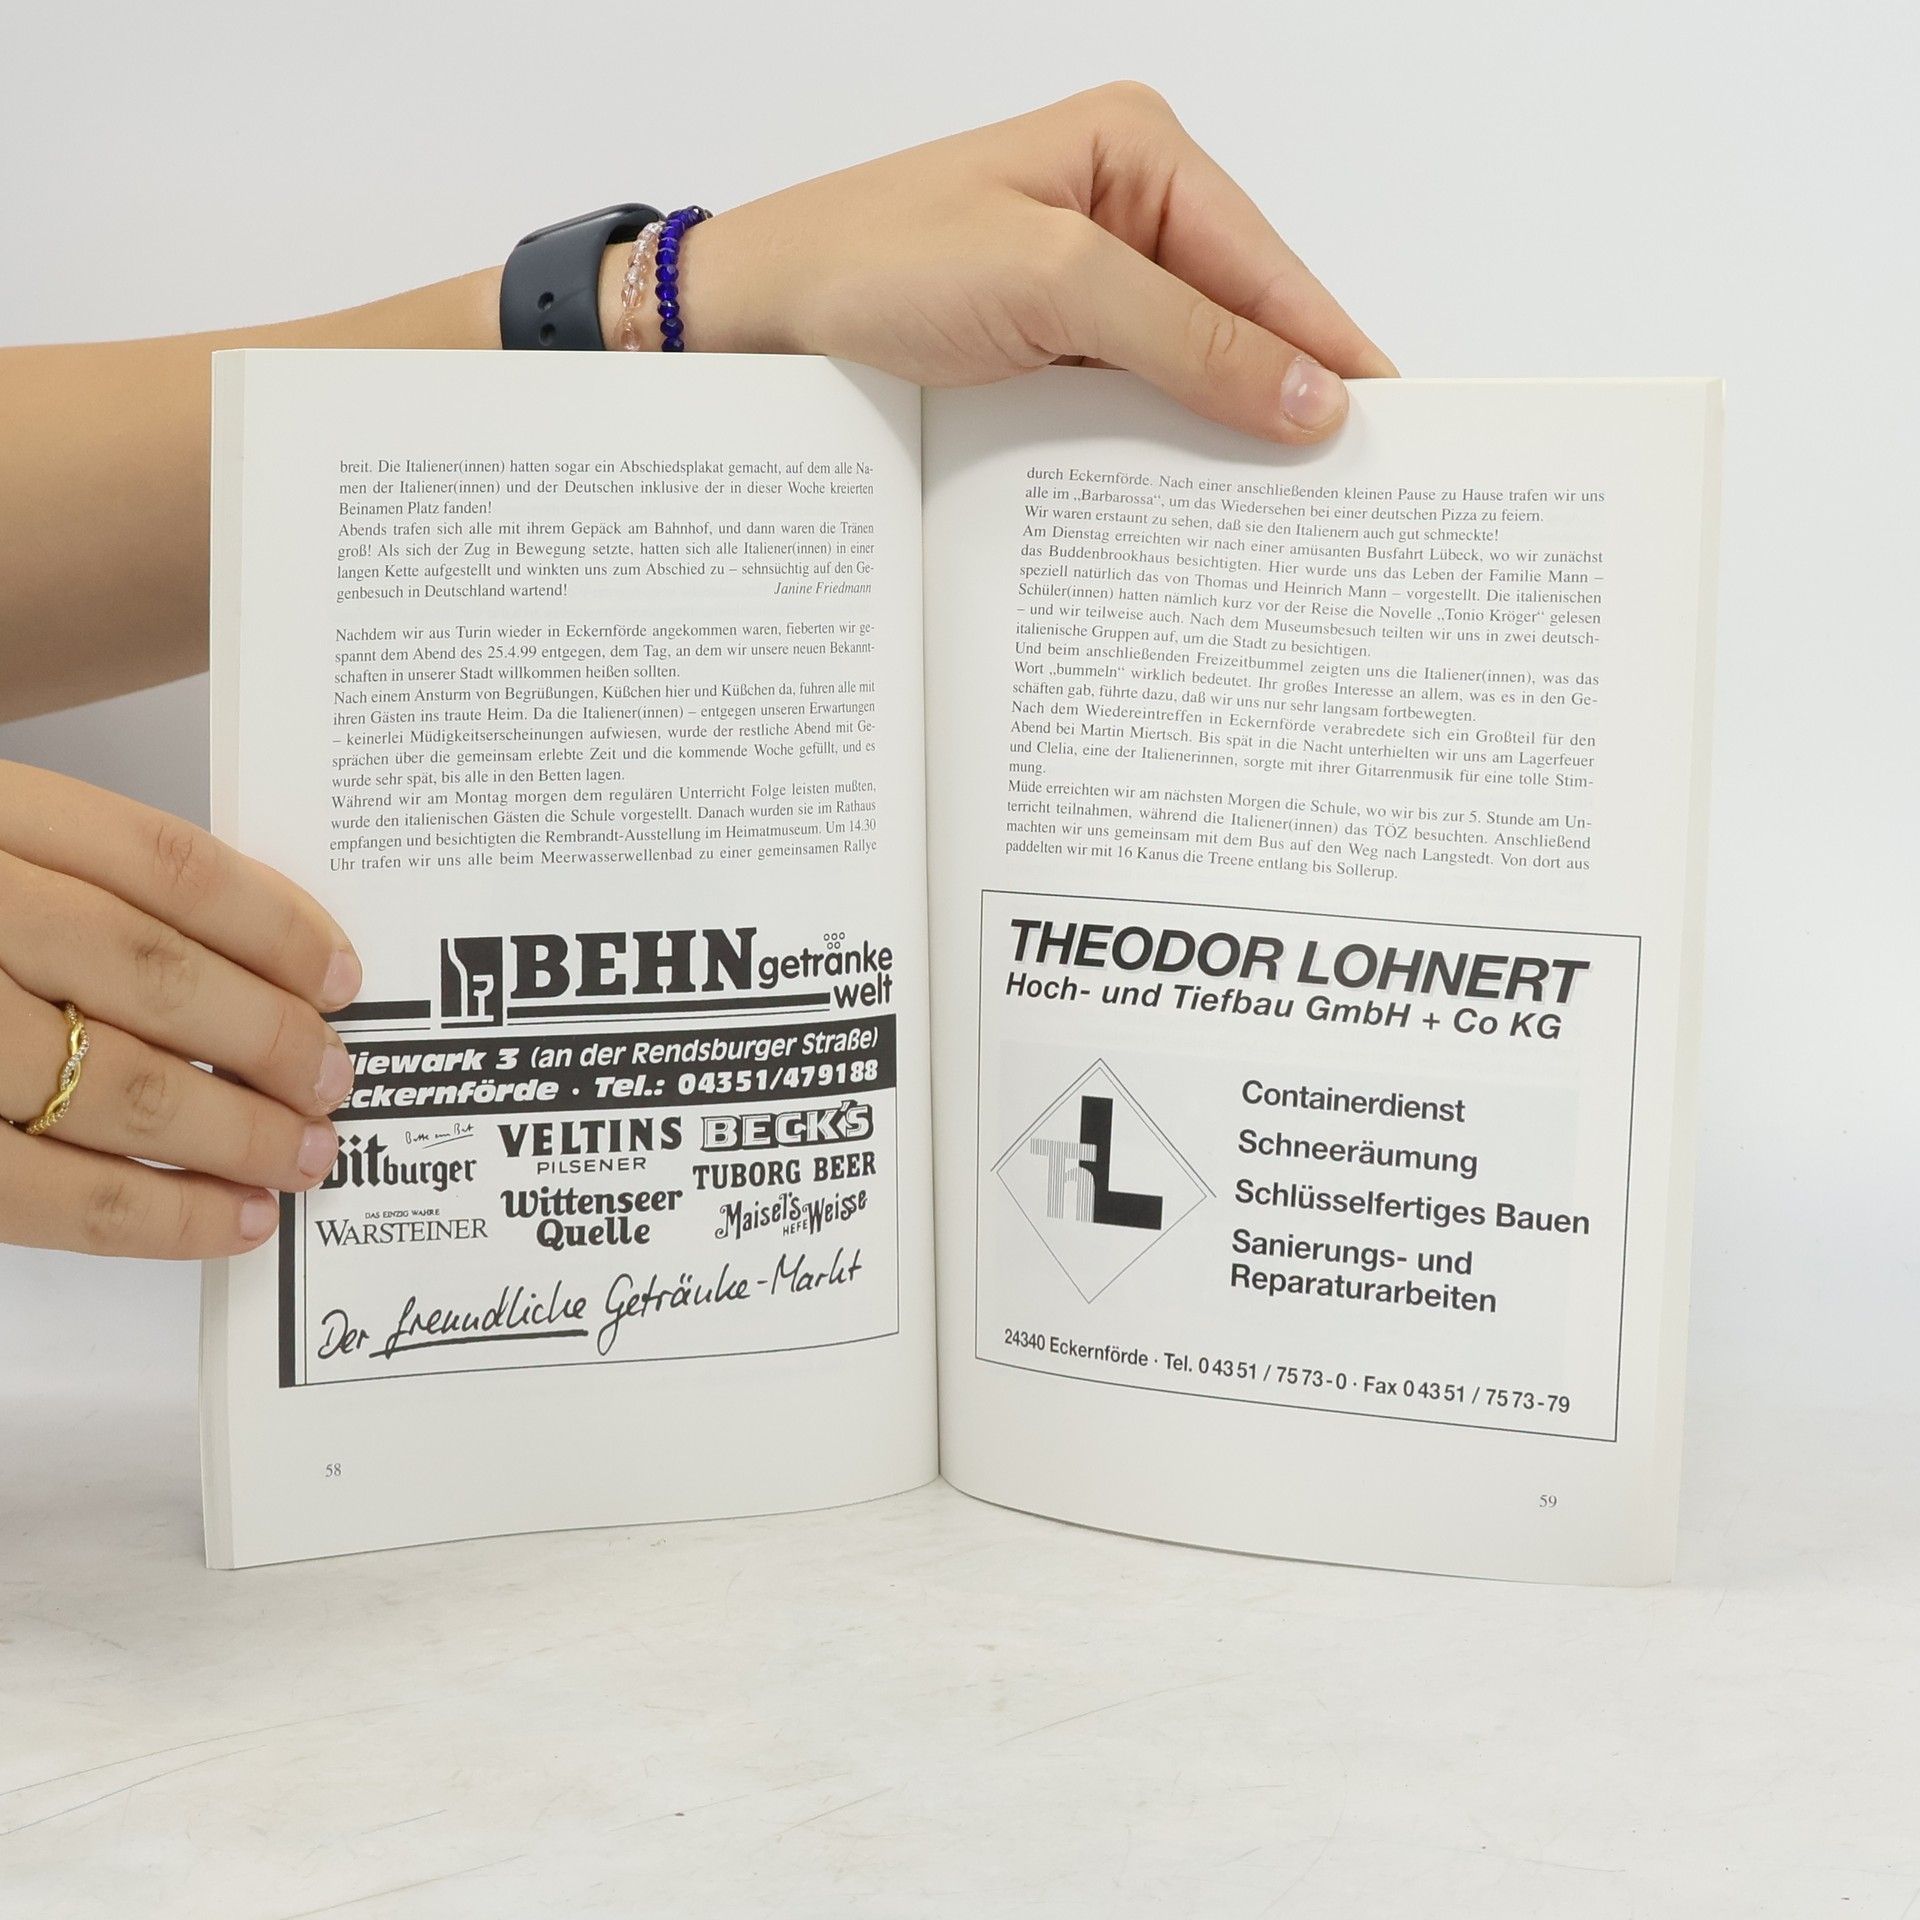 breit. Die Italiener(innen) hatten sogar ein Abschiedsplakat gemacht, auf dem alle Na-
men der Italiener(innen) und der Deutschen inklusive der in dieser Woche kreierten
Beinamen Platz fanden!
Abends trafen sich alle mit ihrem Gepäck am Bahnhof, und dann waren die Tränen
groß! Als sich der Zug in Bewegung setzte, hatten sich alle Italiener(innen) in einer
langen Kette aufgestellt und winkten uns zum Abschied zu – sehnsüchtig auf den Ge-
genbesuch in Deutschland wartend! Janine Friedmann
Nachdem wir aus Turin wieder in Eckernförde angekommen waren, fieberten wir ge-
spannt dem Abend des 25.4.99 entgegen, dem Tag, an dem wir unsere neuen Bekannt-
schaften in unserer Stadt willkommen heißen sollten.
Nach einem Ansturm von Begrüßungen, Küßchen hier und Küßchen da, fuhren alle mit
ihren Gästen ins traute Heim. Da die Italiener(innen) – entgegen unseren Erwartungen
– keinerlei Müdigkeitserscheinungen aufwiesen, wurde der restliche Abend mit Ge-
sprächen über die gemeinsam erlebte Zeit und die kommende Woche gefüllt, und es
wurde sehr spät, bis alle in den Betten lagen.
Während wir am Montag morgen dem regulären Unterricht Folge leisten mußten,
wurde den italienischen Gästen die Schule vorgestellt. Danach wurden sie im Rathaus
empfangen und besichtigten die Rembrandt-Ausstellung im Heimatmuseum. Um 14.30
Uhr trafen wir uns alle beim Meerwasserwellenbad zu einer gemeinsamen Rallye
BEHN getränke
welt
3 (an der Rendsburger Straße)
Eckernförde · Tel.: 04351/479188
Bitte ein Bit
Bitburger
VELTINS
PILSENER
BECK'S
TUBORG BEER
DAS EINZIG WAHRE
WARSTEINER
Wittenseer
Quelle
Maisel's Weisse
HEFE
Der freundliche Getränke-Markt
58
durch Eckernförde. Nach einer anschließenden kleinen Pause zu Hause trafen wir uns
alle im „Barbarossa“, um das Wiedersehen bei einer deutschen Pizza zu feiern.
Wir waren erstaunt zu sehen, daß sie den Italienern auch gut schmeckte!
Am Dienstag erreichten wir nach einer amüsanten Busfahrt Lübeck, wo wir zunächst
das Buddenbrookhaus besichtigten. Hier wurde uns das Leben der Familie Mann –
speziell natürlich das von Thomas und Heinrich Mann – vorgestellt. Die italienischen
Schüler(innen) hatten nämlich kurz vor der Reise die Novelle „Tonio Kröger“ gelesen
– und wir teilweise auch. Nach dem Museumsbesuch teilten wir uns in zwei deutsch-
italienische Gruppen auf, um die Stadt zu besichtigen.
Und beim anschließenden Freizeitbummel zeigten uns die Italiener(innen), was das
Wort „bummeln“ wirklich bedeutet. Ihr großes Interesse an allem, was es in den Ge-
schäften gab, führte dazu, daß wir uns nur sehr langsam fortbewegten.
Nach dem Wiedereintreffen in Eckernförde verabredete sich ein Großteil für den
Abend bei Martin Miertsch. Bis spät in die Nacht unterhielten wir uns am Lagerfeuer
und Clelia, eine der Italienerinnen, sorgte mit ihrer Gitarrenmusik für eine tolle Stim-
mung.
Müde erreichten wir am nächsten Morgen die Schule, wo wir bis zur 5. Stunde am Un-
terricht teilnahmen, während die Italiener(innen) das TÖZ besuchten. Anschließend
machten wir uns gemeinsam mit dem Bus auf den Weg nach Langstedt. Von dort aus
paddelten wir mit 16 Kanus die Treene entlang bis Sollerup.
THEODOR LOHNERT
Hoch- und Tiefbau GmbH + Co KG
Th L
Containerdienst
Schneeräumung
Schlüsselfertiges Bauen
Sanierungs- und
Reparaturarbeiten
24340 Eckernförde · Tel. 0 43 51 / 75 73 - 0 · Fax 0 43 51 / 75 73 - 79
59